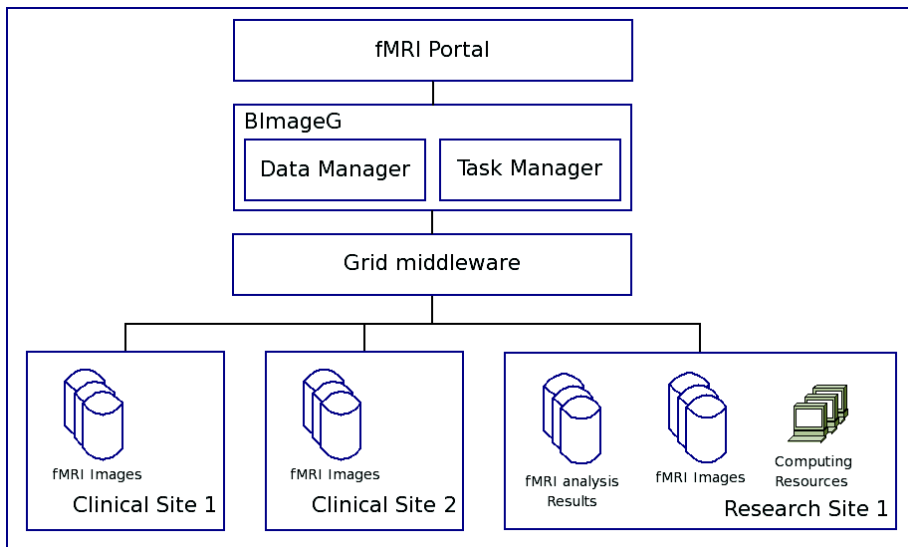 fMRI Portal
BImageG
Data Manager
Task Manager
Grid middleware
fMRI Images
Clinical Site 1
fMRI Images
Clinical Site 2
fMRI analysis
Results
fMRI Images
Computing
Resources
Research Site 1